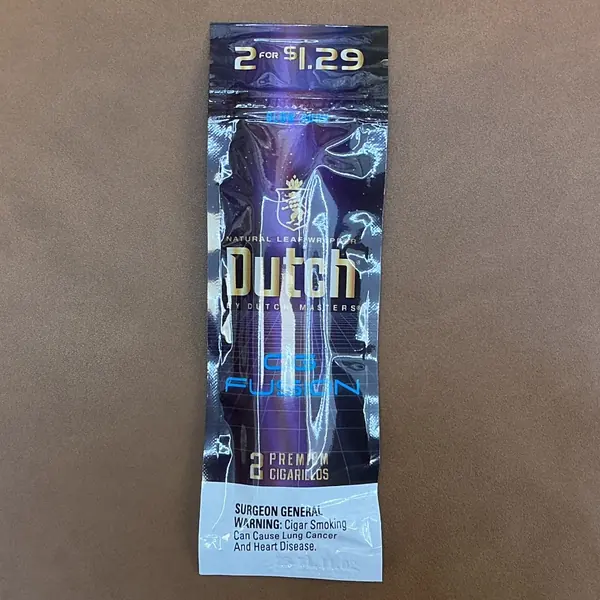 2 FOR $1.29
NATURAL LEAF WRAPPER
Dutch
BY DUTCH MASTERS®
CG
FUSION
2 PREMIUM
CIGARILLOS
SURGEON GENERAL
WARNING: Cigar Smoking
Can Cause Lung Cancer
And Heart Disease.